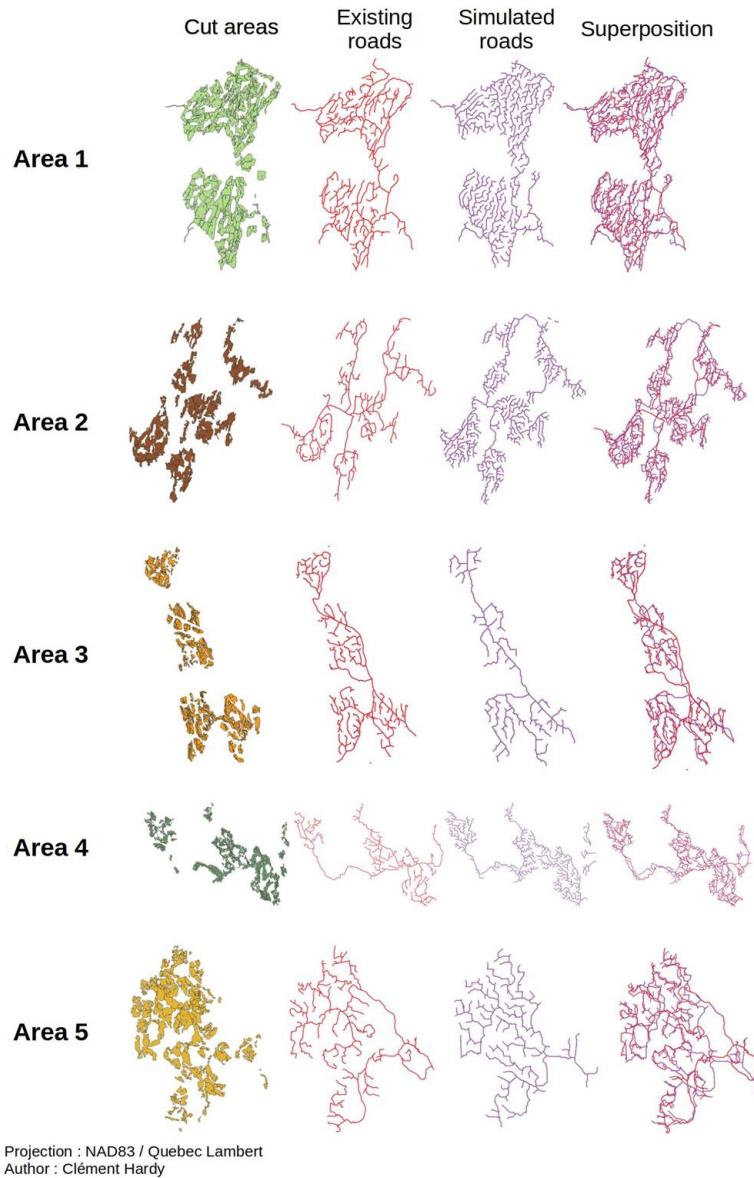 Cut areas
Existing
roads
Simulated
roads
Superposition
Area 1
Area 2
Area 3
Area 4
Area 5
Projection : NAD83 / Quebec Lambert
Author : Clément Hardy